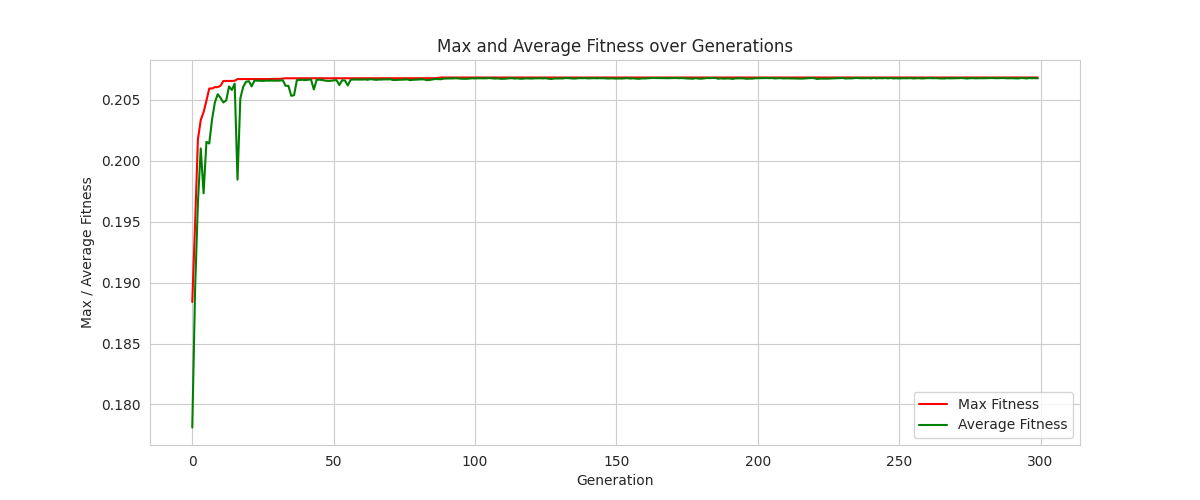 Max and Average Fitness over Generations
Max / Average Fitness
0.205
0.200
0.195
0.190
0.185
0.180
0 50 100 150 200 250 300
Generation
Max Fitness
Average Fitness